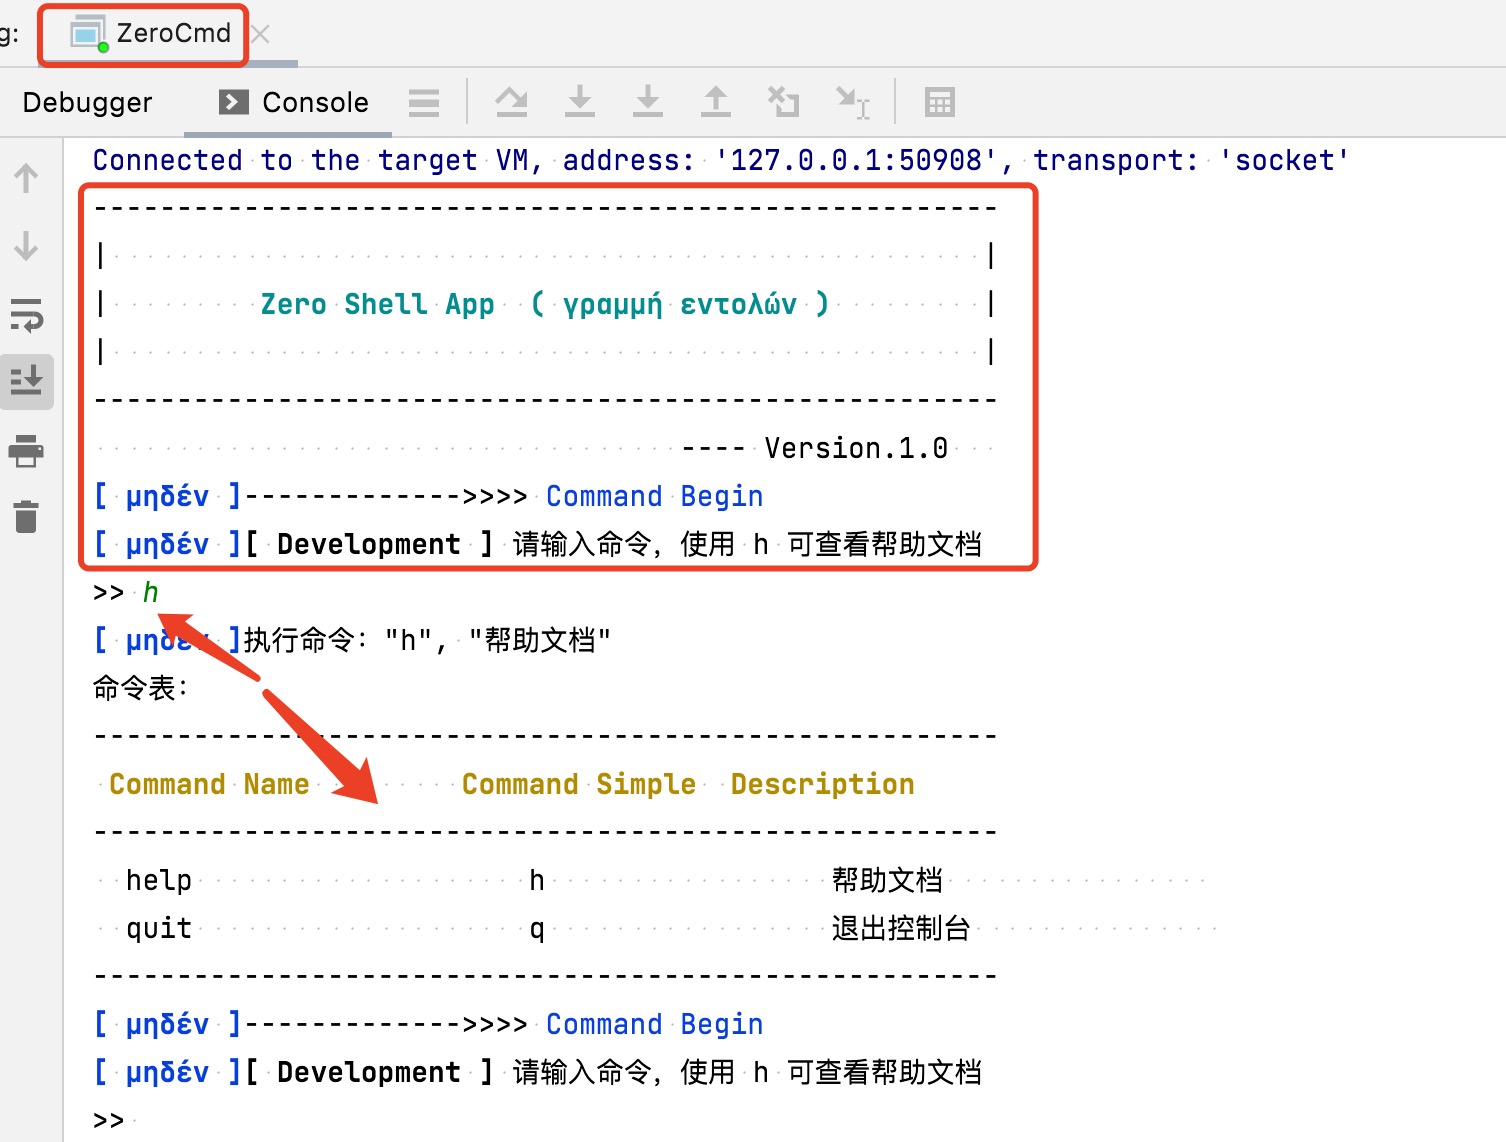 g: ZeroCmd
Debugger Console
Connected to the target VM, address: '127.0.0.1:50908', transport: 'socket'
------------------------------------------------------
| |
| Zero Shell App ( γραμμή εντολών ) |
| |
------------------------------------------------------
---- Version.1.0
[ μηδέν ]------------->>>> Command Begin
[ μηδέν ][ Development ] 请输入命令，使用 h 可查看帮助文档
>> h
[ μηδέν ]执行命令："h", "帮助文档"
命令表：
------------------------------------------------------
Command Name Command Simple Description
------------------------------------------------------
help h 帮助文档
quit q 退出控制台
------------------------------------------------------
[ μηδέν ]------------->>>> Command Begin
[ μηδέν ][ Development ] 请输入命令，使用 h 可查看帮助文档
>>